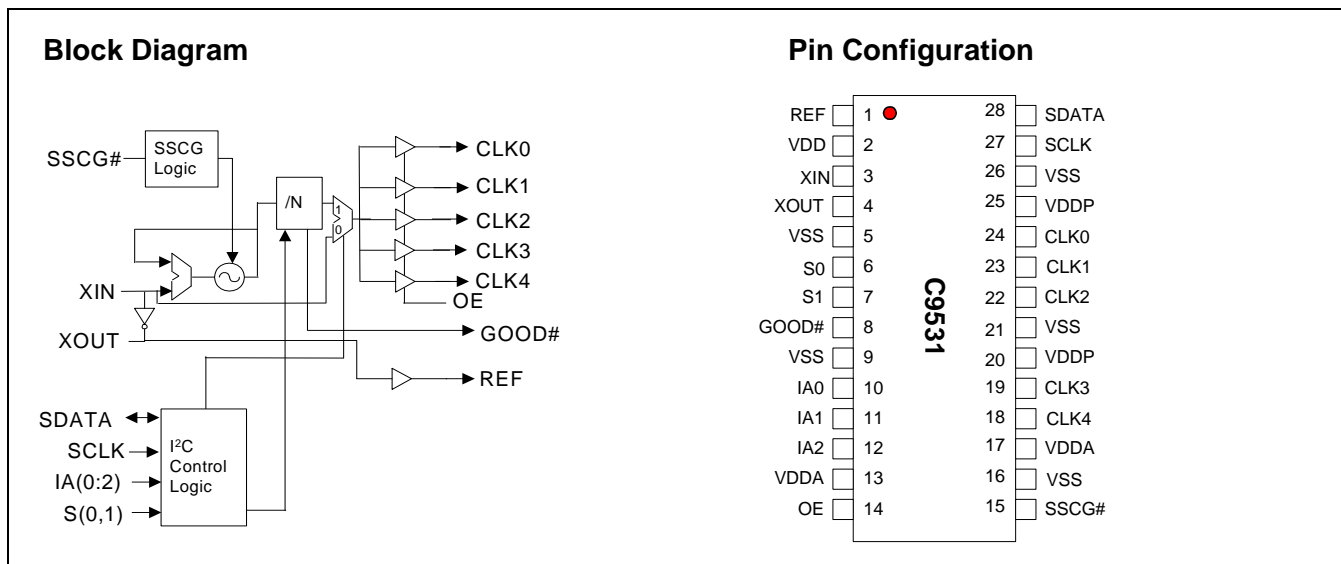 Block Diagram
SSCG#
SSCG
Logic
/N
1
0
CLK0
CLK1
CLK2
CLK3
CLK4
OE
XIN
XOUT
GOOD#
REF
SDATA
SCLK
IA(0:2)
S(0,1)
I²C
Control
Logic
Pin Configuration
REF 1 28 SDATA
VDD 2 27 SCLK
XIN 3 26 VSS
XOUT 4 25 VDDP
VSS 5 24 CLK0
S0 6 23 CLK1
S1 7 22 CLK2
GOOD# 8 21 VSS
VSS 9 20 VDDP
IA0 10 19 CLK3
IA1 11 18 CLK4
IA2 12 17 VDDA
VDDA 13 16 VSS
OE 14 15 SSCG#
C9531